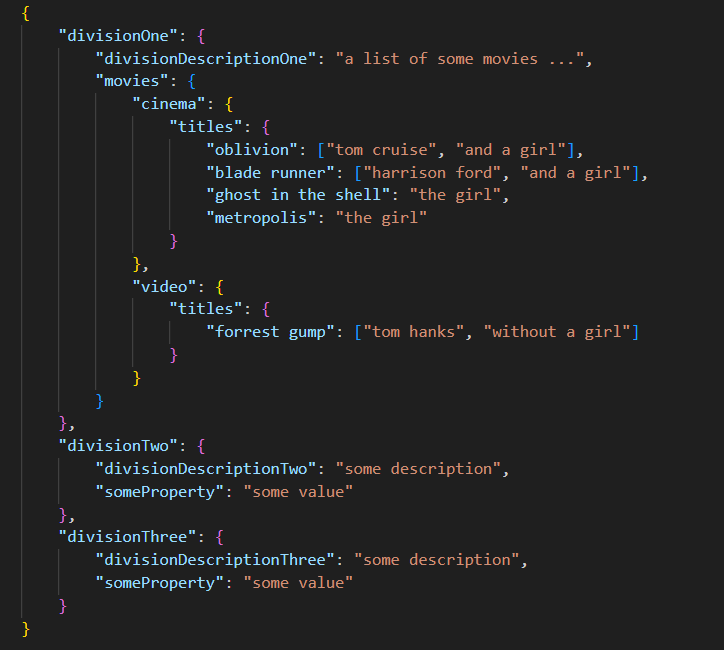 {
    "divisionOne": {
        "divisionDescriptionOne": "a list of some movies ...",
        "movies": {
            "cinema": {
                "titles": {
                    "oblivion": ["tom cruise", "and a girl"],
                    "blade runner": ["harrison ford", "and a girl"],
                    "ghost in the shell": "the girl",
                    "metropolis": "the girl"
                }
            },
            "video": {
                "titles": {
                    "forrest gump": ["tom hanks", "without a girl"]
                }
            }
        }
    },
    "divisionTwo": {
        "divisionDescriptionTwo": "some description",
        "someProperty": "some value"
    },
    "divisionThree": {
        "divisionDescriptionThree": "some description",
        "someProperty": "some value"
    }
}